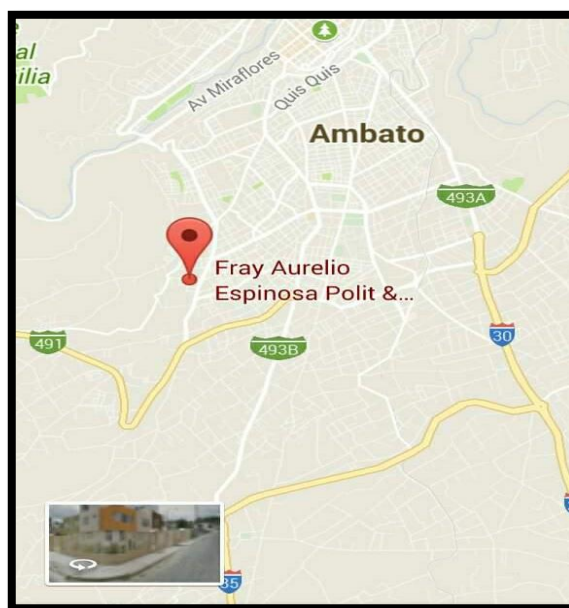 al
ilia
Av Miraflores
Quis Quis
Ambato
493A
Fray Aurelio
Espinosa Polit &...
491
493B
30
35